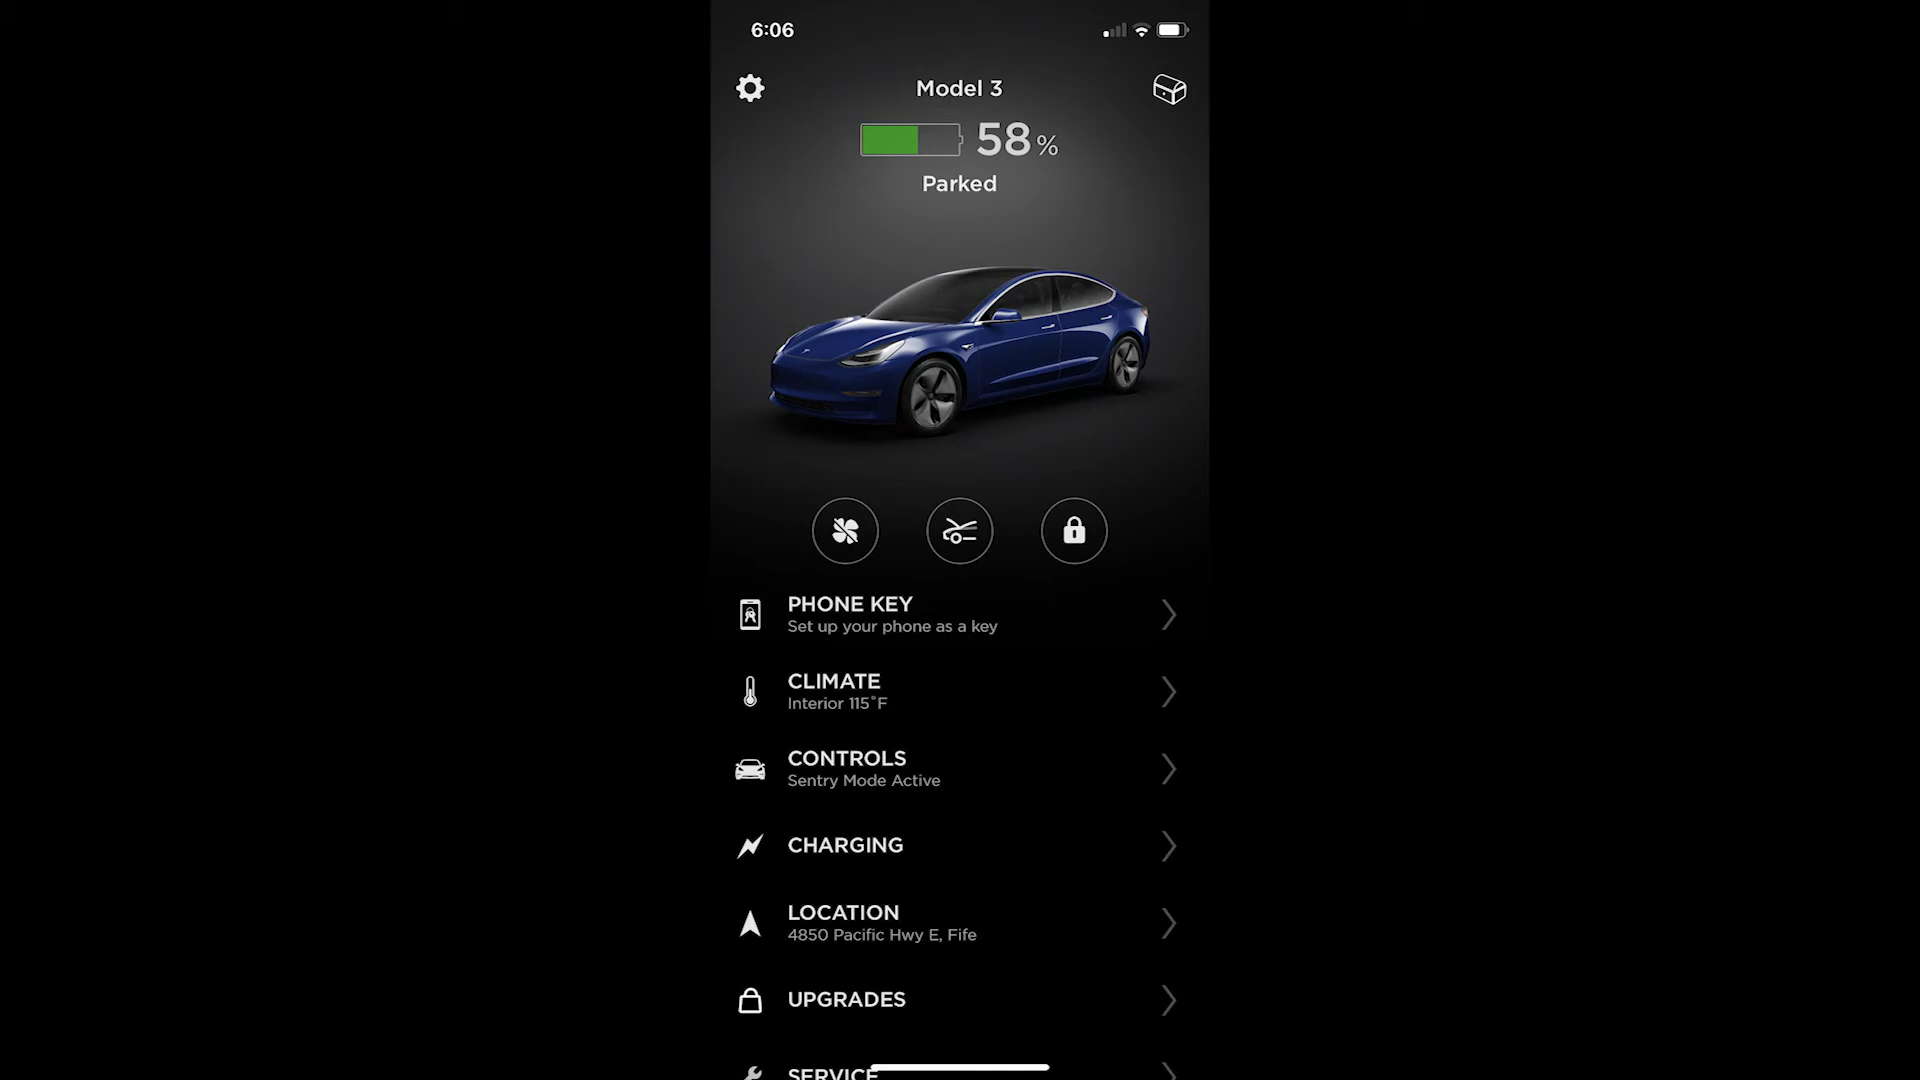 6:06
Model 3
58 %
Parked
PHONE KEY
Set up your phone as a key
CLIMATE
Interior 115°F
CONTROLS
Sentry Mode Active
CHARGING
LOCATION
4850 Pacific Hwy E, Fife
UPGRADES
SERVICE